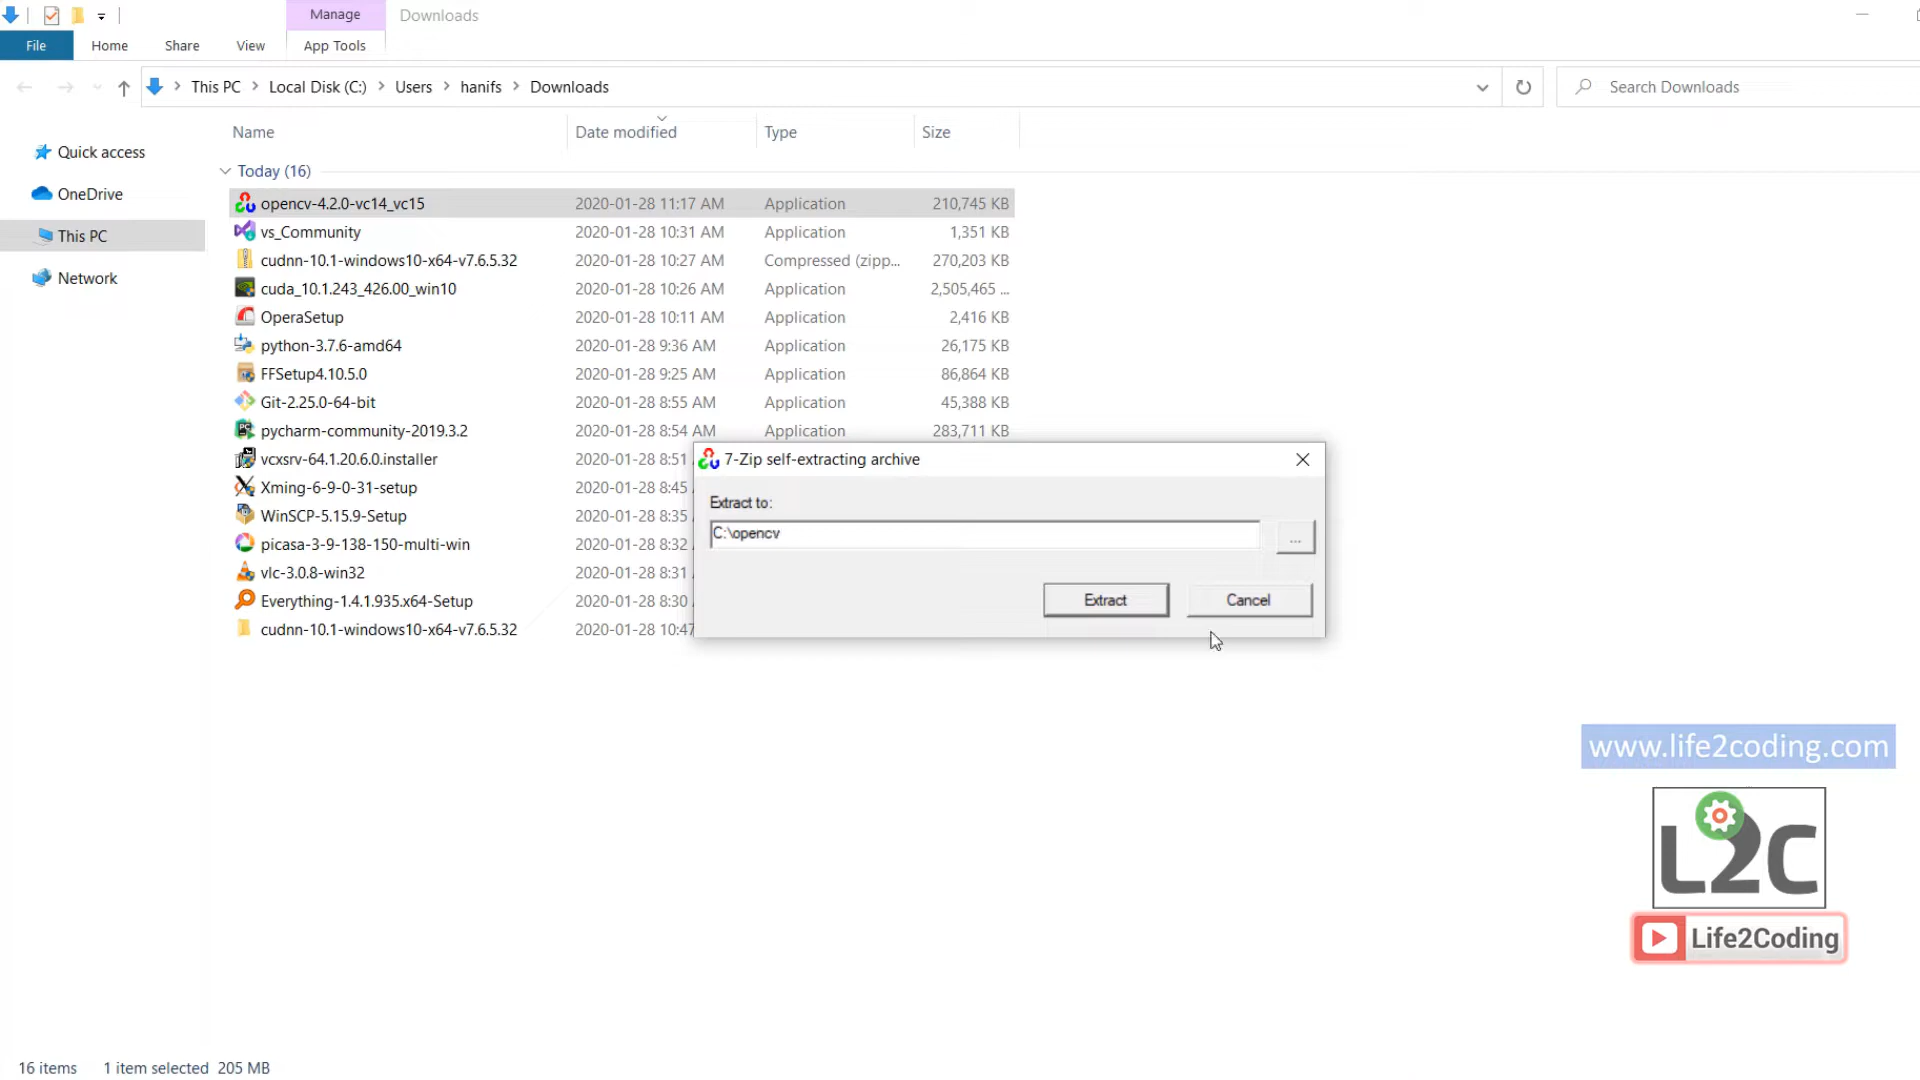 Manage
Downloads
File
Home
Share
View
App Tools
This PC
Local Disk (C:)
Users
hanifs
Downloads
Search Downloads
Name
Date modified
Type
Size
Quick access
OneDrive
This PC
Network
Today (16)
opencv-4.2.0-vc14_vc15 2020-01-28 11:17 AM Application 210,745 KB
vs_Community 2020-01-28 10:31 AM Application 1,351 KB
cudnn-10.1-windows10-x64-v7.6.5.32 2020-01-28 10:27 AM Compressed (zipp... 270,203 KB
cuda_10.1.243_426.00_win10 2020-01-28 10:26 AM Application 2,505,465 ...
OperaSetup 2020-01-28 10:11 AM Application 2,416 KB
python-3.7.6-amd64 2020-01-28 9:36 AM Application 26,175 KB
FFSetup4.10.5.0 2020-01-28 9:25 AM Application 86,864 KB
Git-2.25.0-64-bit 2020-01-28 8:55 AM Application 45,388 KB
pycharm-community-2019.3.2 2020-01-28 8:54 AM Application 283,711 KB
vcxsrv-64.1.20.6.0.installer 2020-01-28 8:51
Xming-6-9-0-31-setup 2020-01-28 8:45
WinSCP-5.15.9-Setup 2020-01-28 8:35
picasa-3-9-138-150-multi-win 2020-01-28 8:32
vlc-3.0.8-win32 2020-01-28 8:31
Everything-1.4.1.935.x64-Setup 2020-01-28 8:30
cudnn-10.1-windows10-x64-v7.6.5.32 2020-01-28 10:47
7-Zip self-extracting archive
Extract to:
C:\opencv
...
Extract
Cancel
www.life2coding.com
L2C
Life2Coding
16 items
1 item selected 205 MB